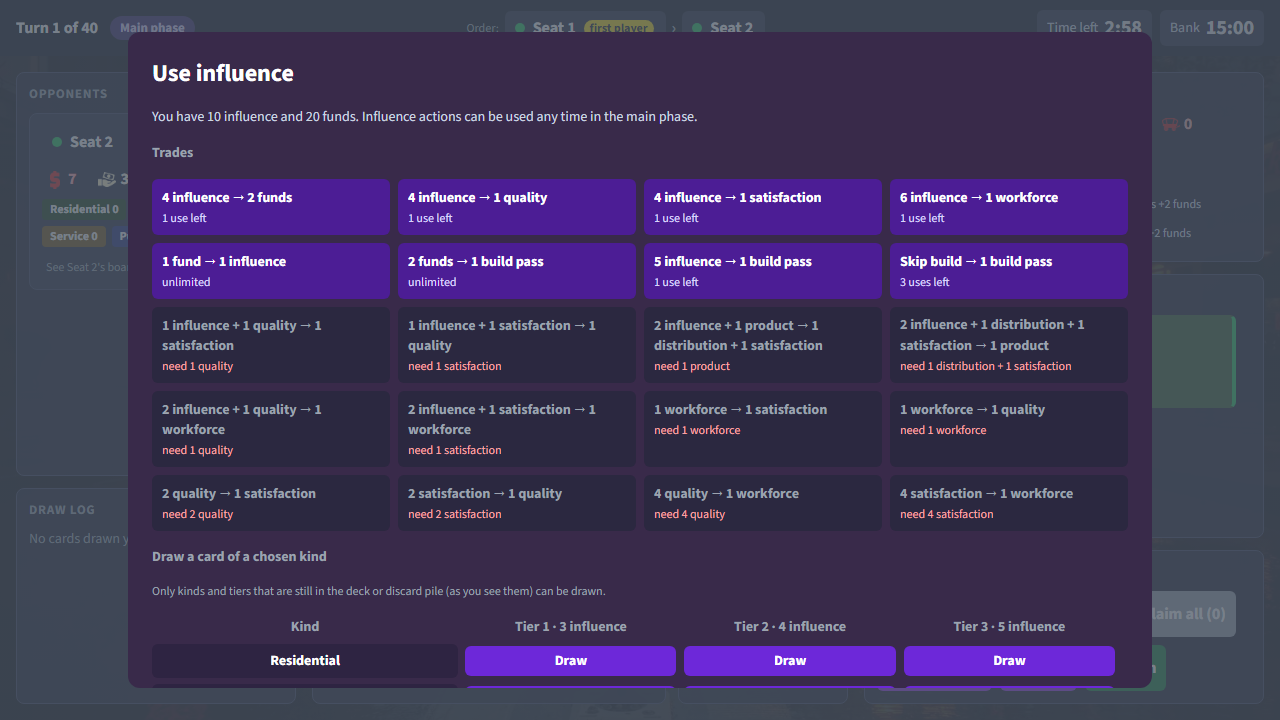 Turn 1 of 40
Main phase
Order:
Seat 1
first player
›
Seat 2
Time left
2:58
Bank
15:00
OPPONENTS
Seat 2
7
3
Residential 0
Service 0
See Seat 2's boar
DRAW LOG
No cards drawn y
0
s +2 funds
2 funds
laim all (0)
Use influence
You have 10 influence and 20 funds. Influence actions can be used any time in the main phase.
Trades
4 influence → 2 funds
1 use left
4 influence → 1 quality
1 use left
4 influence → 1 satisfaction
1 use left
6 influence → 1 workforce
1 use left
1 fund → 1 influence
unlimited
2 funds → 1 build pass
unlimited
5 influence → 1 build pass
1 use left
Skip build → 1 build pass
3 uses left
1 influence + 1 quality → 1
satisfaction
need 1 quality
1 influence + 1 satisfaction → 1
quality
need 1 satisfaction
2 influence + 1 product → 1
distribution + 1 satisfaction
need 1 product
2 influence + 1 distribution + 1
satisfaction → 1 product
need 1 distribution + 1 satisfaction
2 influence + 1 quality → 1
workforce
need 1 quality
2 influence + 1 satisfaction → 1
workforce
need 1 satisfaction
1 workforce → 1 satisfaction
need 1 workforce
1 workforce → 1 quality
need 1 workforce
2 quality → 1 satisfaction
need 2 quality
2 satisfaction → 1 quality
need 2 satisfaction
4 quality → 1 workforce
need 4 quality
4 satisfaction → 1 workforce
need 4 satisfaction
Draw a card of a chosen kind
Only kinds and tiers that are still in the deck or discard pile (as you see them) can be drawn.
Kind
Tier 1 · 3 influence
Tier 2 · 4 influence
Tier 3 · 5 influence
Residential
Draw
Draw
Draw